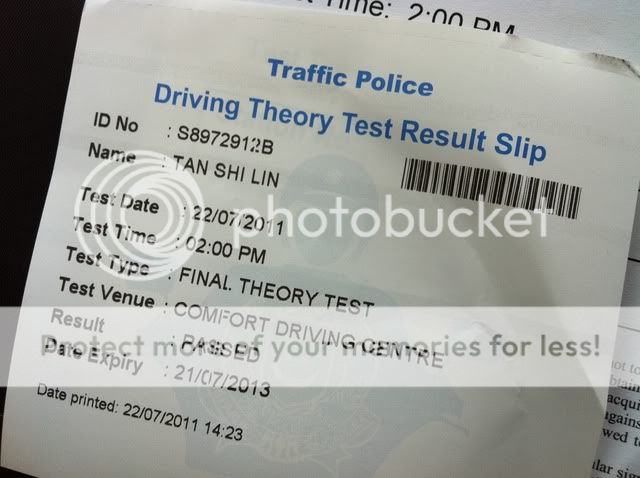 Time: 2:00 PM
Traffic Police
Driving Theory Test Result Slip
ID No : S8972912B
Name : TAN SHI LIN
Test Date : 22/07/2011
Test Time : 02:00 PM
Test Type : FINAL THEORY TEST
Test Venue : COMFORT DRIVING CENTRE
Result : PASSED
Date Expiry : 21/07/2013
Date printed: 22/07/2011 14:23
photobucket
Protect more of your memories for less!